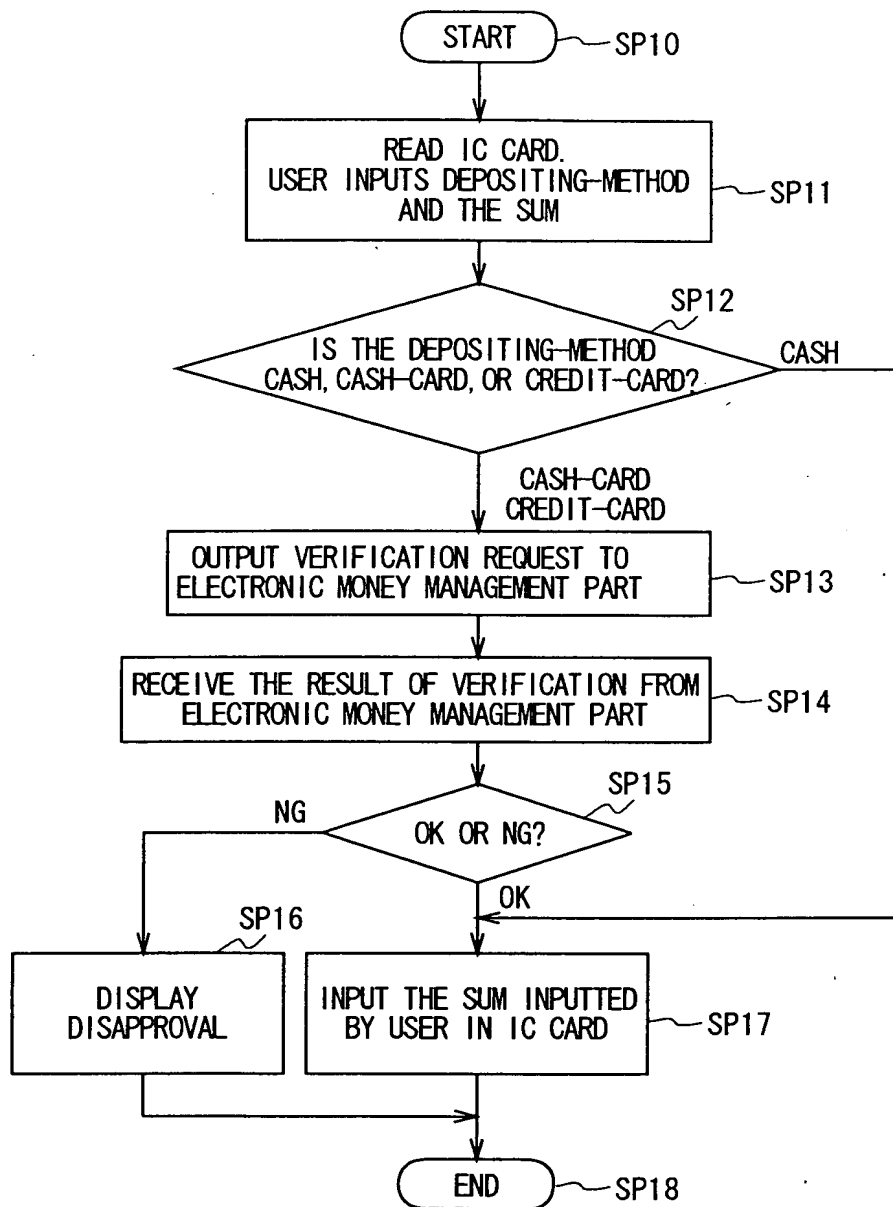 START
SP10
READ IC CARD.
USER INPUTS DEPOSITING-METHOD
AND THE SUM
SP11
SP12
IS THE DEPOSITING-METHOD
CASH, CASH-CARD, OR CREDIT-CARD?
CASH
CASH-CARD
CREDIT-CARD
OUTPUT VERIFICATION REQUEST TO
ELECTRONIC MONEY MANAGEMENT PART
SP13
RECEIVE THE RESULT OF VERIFICATION FROM
ELECTRONIC MONEY MANAGEMENT PART
SP14
SP15
NG
OK OR NG?
OK
SP16
DISPLAY
DISAPPROVAL
INPUT THE SUM INPUTTED
BY USER IN IC CARD
SP17
END
SP18